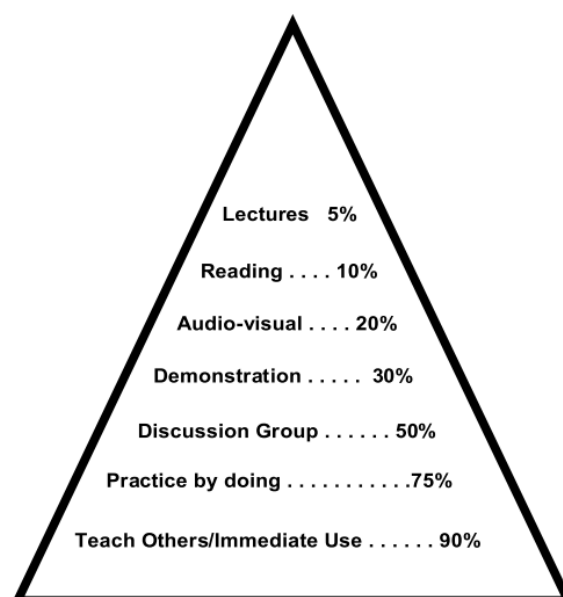 Lectures 5%
Reading . . . . 10%
Audio-visual . . . . 20%
Demonstration . . . . . 30%
Discussion Group . . . . . . 50%
Practice by doing . . . . . . . . . . .75%
Teach Others/Immediate Use . . . . . . 90%